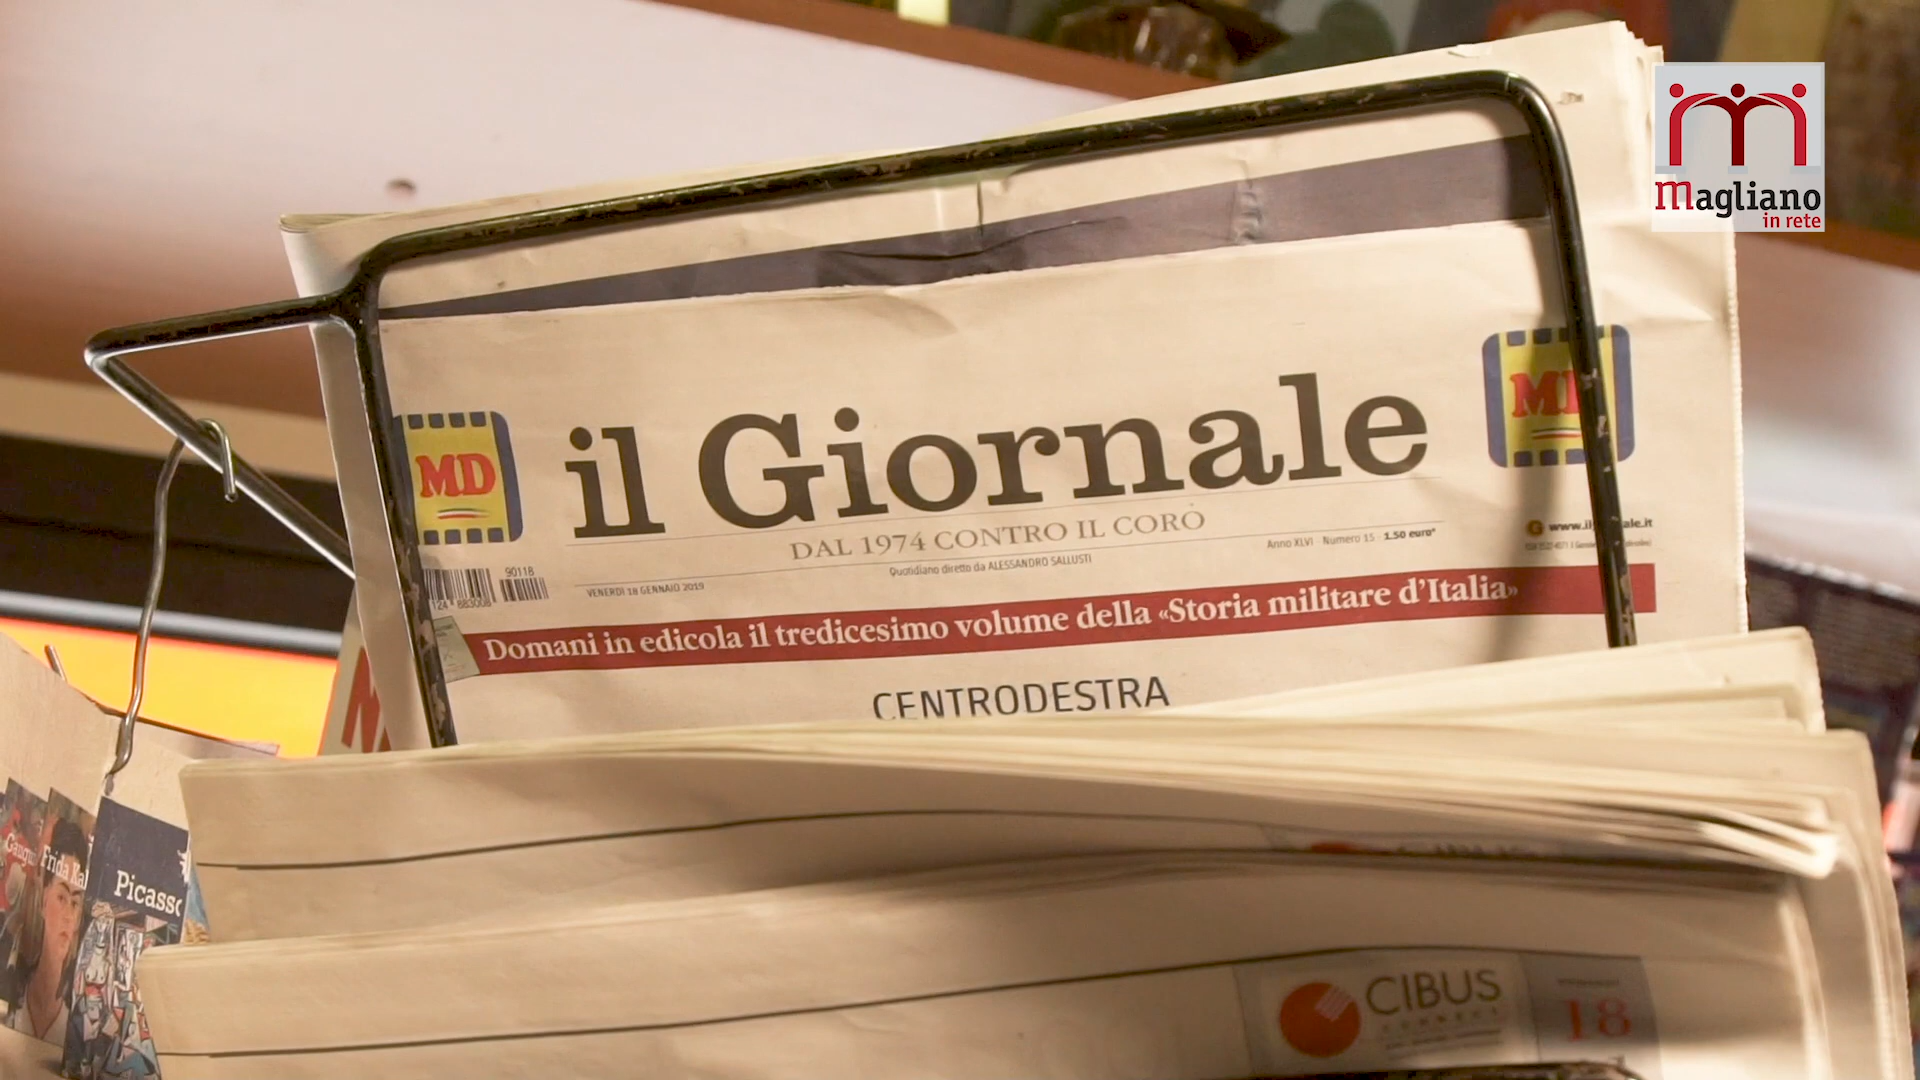 Magliano
in rete
MD
il Giornale
DAL 1974 CONTRO IL CORO
90118
VENERDÌ 18 GENNAIO 2019
Quotidiano diretto da ALESSANDRO SALLUSTI
Anno XLVI - Numero 15 - 1.50 euro*
Domani in edicola il tredicesimo volume della «Storia militare d'Italia»
CENTRODESTRA
Frida
Picasso
CIBUS
18